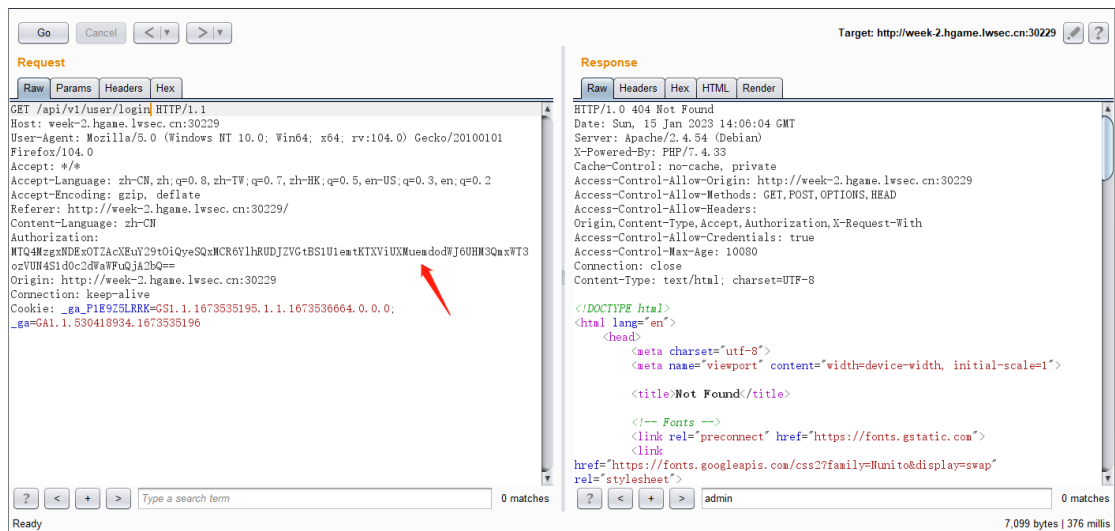 Go Cancel < > Target: http://week-2.hgame.lwsec.cn:30229 ?
Request
Raw Params Headers Hex
GET /api/v1/user/login HTTP/1.1
Host: week-2.hgame.lwsec.cn:30229
User-Agent: Mozilla/5.0 (Windows NT 10.0; Win64; x64; rv:104.0) Gecko/20100101
Firefox/104.0
Accept: */*
Accept-Language: zh-CN,zh;q=0.8,zh-TW;q=0.7,zh-HK;q=0.5,en-US;q=0.3,en;q=0.2
Accept-Encoding: gzip, deflate
Referer: http://week-2.hgame.lwsec.cn:30229/
Content-Language: zh-CN
Authorization:
Origin: http://week-2.hgame.lwsec.cn:30229
Connection: keep-alive
Cookie: _ga_P1E9Z5LRRK=GS1.1.1673535195.1.1.1673536664.0.0.0;
_ga=GA1.1.530418934.1673535196
? < + > Type a search term 0 matches
Response
Raw Headers Hex HTML Render
HTTP/1.0 404 Not Found
Date: Sun, 15 Jan 2023 14:06:04 GMT
Server: Apache/2.4.54 (Debian)
X-Powered-By: PHP/7.4.33
Cache-Control: no-cache, private
Access-Control-Allow-Origin: http://week-2.hgame.lwsec.cn:30229
Access-Control-Allow-Methods: GET,POST,OPTIONS,HEAD
Access-Control-Allow-Headers:
Origin,Content-Type,Accept,Authorization,X-Request-With
Access-Control-Allow-Credentials: true
Access-Control-Max-Age: 10080
Connection: close
Content-Type: text/html; charset=UTF-8
<!DOCTYPE html>
<html lang="en">
<head>
<meta charset="utf-8">
<meta name="viewport" content="width=device-width, initial-scale=1">
<title>Not Found</title>
<!-- Fonts -->
<link rel="preconnect" href="https://fonts.gstatic.com">
<link
href="https://fonts.googleapis.com/css2?family=Nunito&display=swap"
rel="stylesheet">
? < + > admin 0 matches
Ready 7,099 bytes | 376 millis